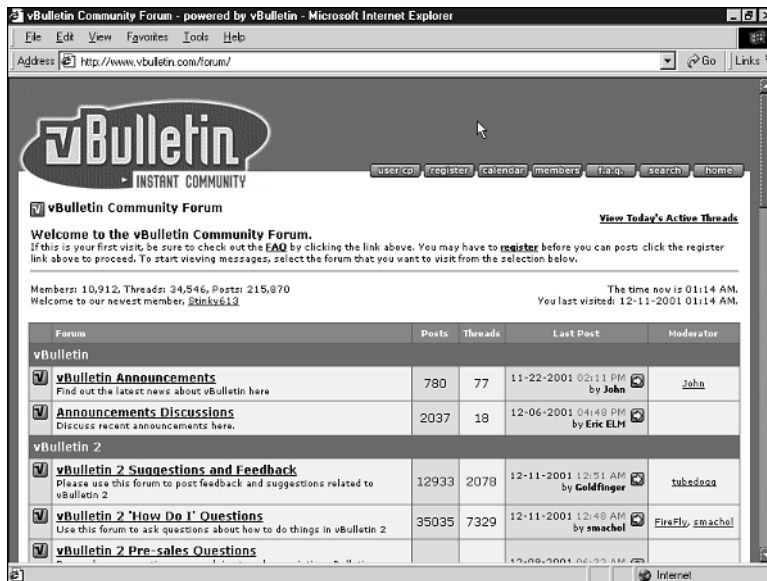 vBulletin Community Forum - powered by vBulletin - Microsoft Internet Explorer
File Edit View Favorites Tools Help
Address http://www.vbulletin.com/forum/ Go Links
vBulletin
INSTANT COMMUNITY
user cp register calendar members f.a.q. search home
vBulletin Community Forum
View Today's Active Threads
Welcome to the vBulletin Community Forum.
If this is your first visit, be sure to check out the FAQ by clicking the link above. You may have to register before you can post: click the register
link above to proceed. To start viewing messages, select the forum that you want to visit from the selection below.
Members: 10,912, Threads: 34,546, Posts: 215,870
The time now is 01:14 AM.
Welcome to our newest member, Stinky613
You last visited: 12-11-2001 01:14 AM.
Forum Posts Threads Last Post Moderator
vBulletin
vBulletin Announcements
Find out the latest news about vBulletin here
780 77 11-22-2001 02:11 PM
by John
John
Announcements Discussions
Discuss recent announcements here.
2037 18 12-06-2001 04:48 PM
by Eric ELM
vBulletin 2
vBulletin 2 Suggestions and Feedback
Please use this forum to post feedback and suggestions related to
vBulletin 2
12933 2078 12-11-2001 12:51 AM
by Goldfinger
tubedogg
vBulletin 2 'How Do I' Questions
Use this forum to ask questions about how to do things in vBulletin 2
35035 7329 12-11-2001 12:48 AM
by smachol
FireFly, smachol
vBulletin 2 Pre-sales Questions
Internet